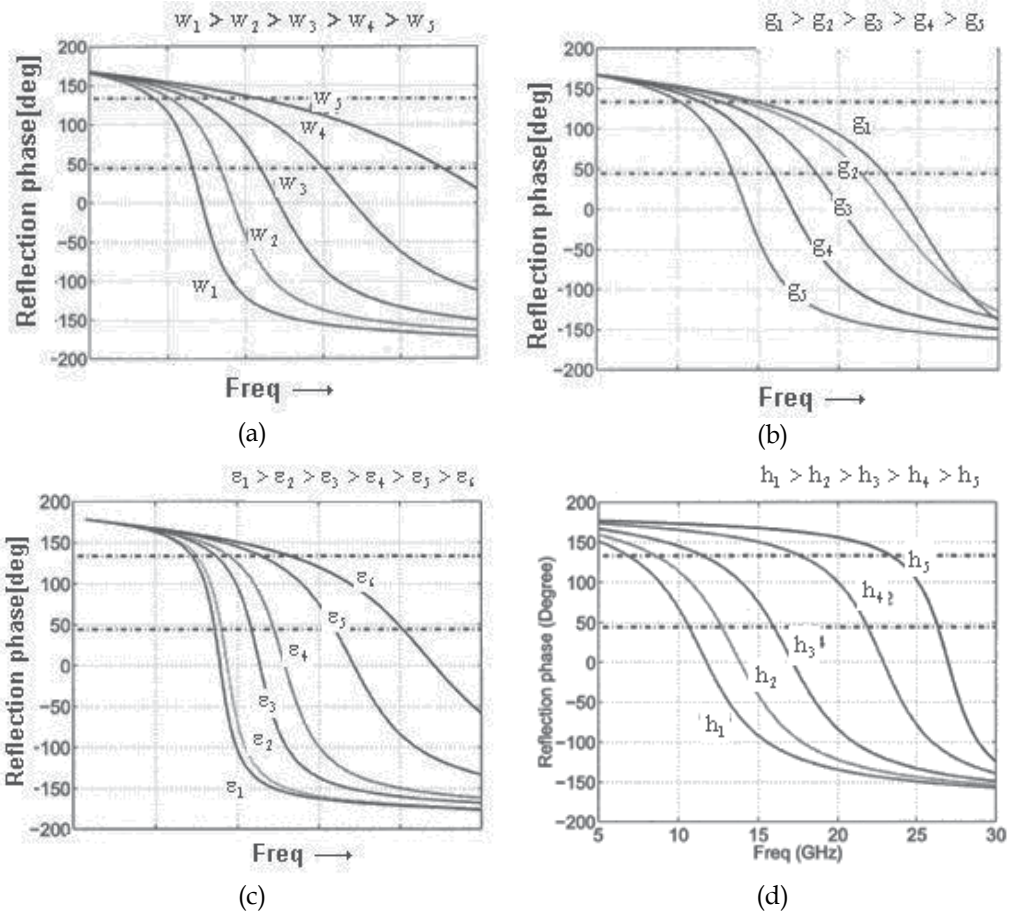 w₁ > w₂ > w₃ > w₄ > w₅
200
150
100
50
0
-50
-100
-150
-200
Reflection phase[deg]
w₅
w₄
w₃
w₂
w₁
Freq →
(a)
g₁ > g₂ > g₃ > g₄ > g₅
200
150
100
50
0
-50
-100
-150
-200
Reflection phase[deg]
g₁
g₂
g₃
g₄
g₅
Freq →
(b)
ε₁ > ε₂ > ε₃ > ε₄ > ε₅ > ε₆
200
150
100
50
0
-50
-100
-150
-200
Reflection phase[deg]
ε₆
ε₅
ε₄
ε₃
ε₂
ε₁
Freq →
(c)
h₁ > h₂ > h₃ > h₄ > h₅
200
150
100
50
0
-50
-100
-150
-200
Reflection phase (Degree)
h₅
h₄
h₃
h₂
h₁
5 10 15 20 25 30
Freq (GHz)
(d)